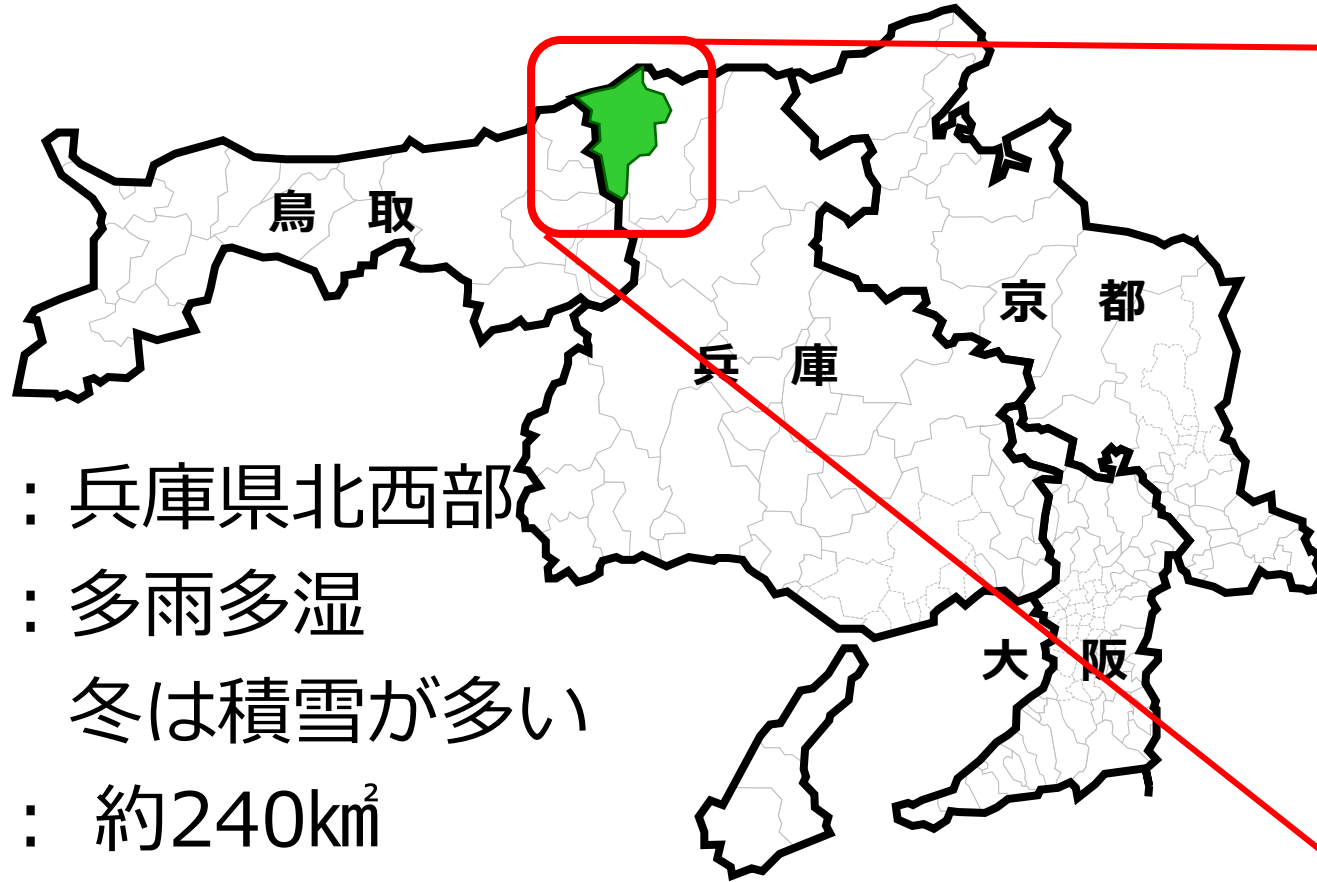 鳥 取
京 都
兵 庫
：兵庫県北西部
：多雨多湿
冬は積雪が多い
大 阪
： 約240k㎡